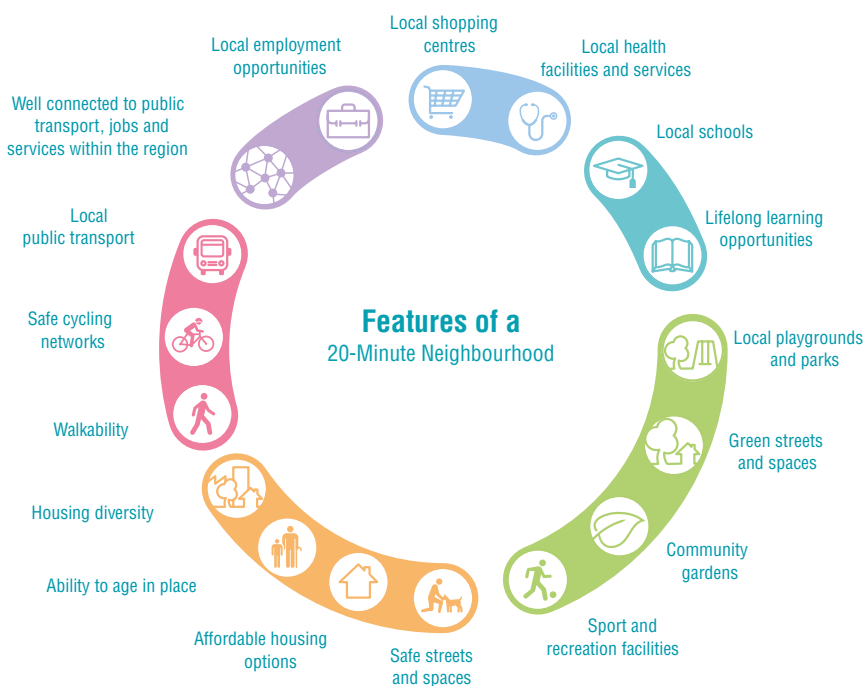 Features of a
20-Minute Neighbourhood
Local shopping
centres
Local health
facilities and services
Local schools
Lifelong learning
opportunities
Local playgrounds
and parks
Green streets
and spaces
Community
gardens
Sport and
recreation facilities
Safe streets
and spaces
Affordable housing
options
Ability to age in place
Housing diversity
Walkability
Safe cycling
networks
Local
public transport
Well connected to public
transport, jobs and
services within the region
Local employment
opportunities